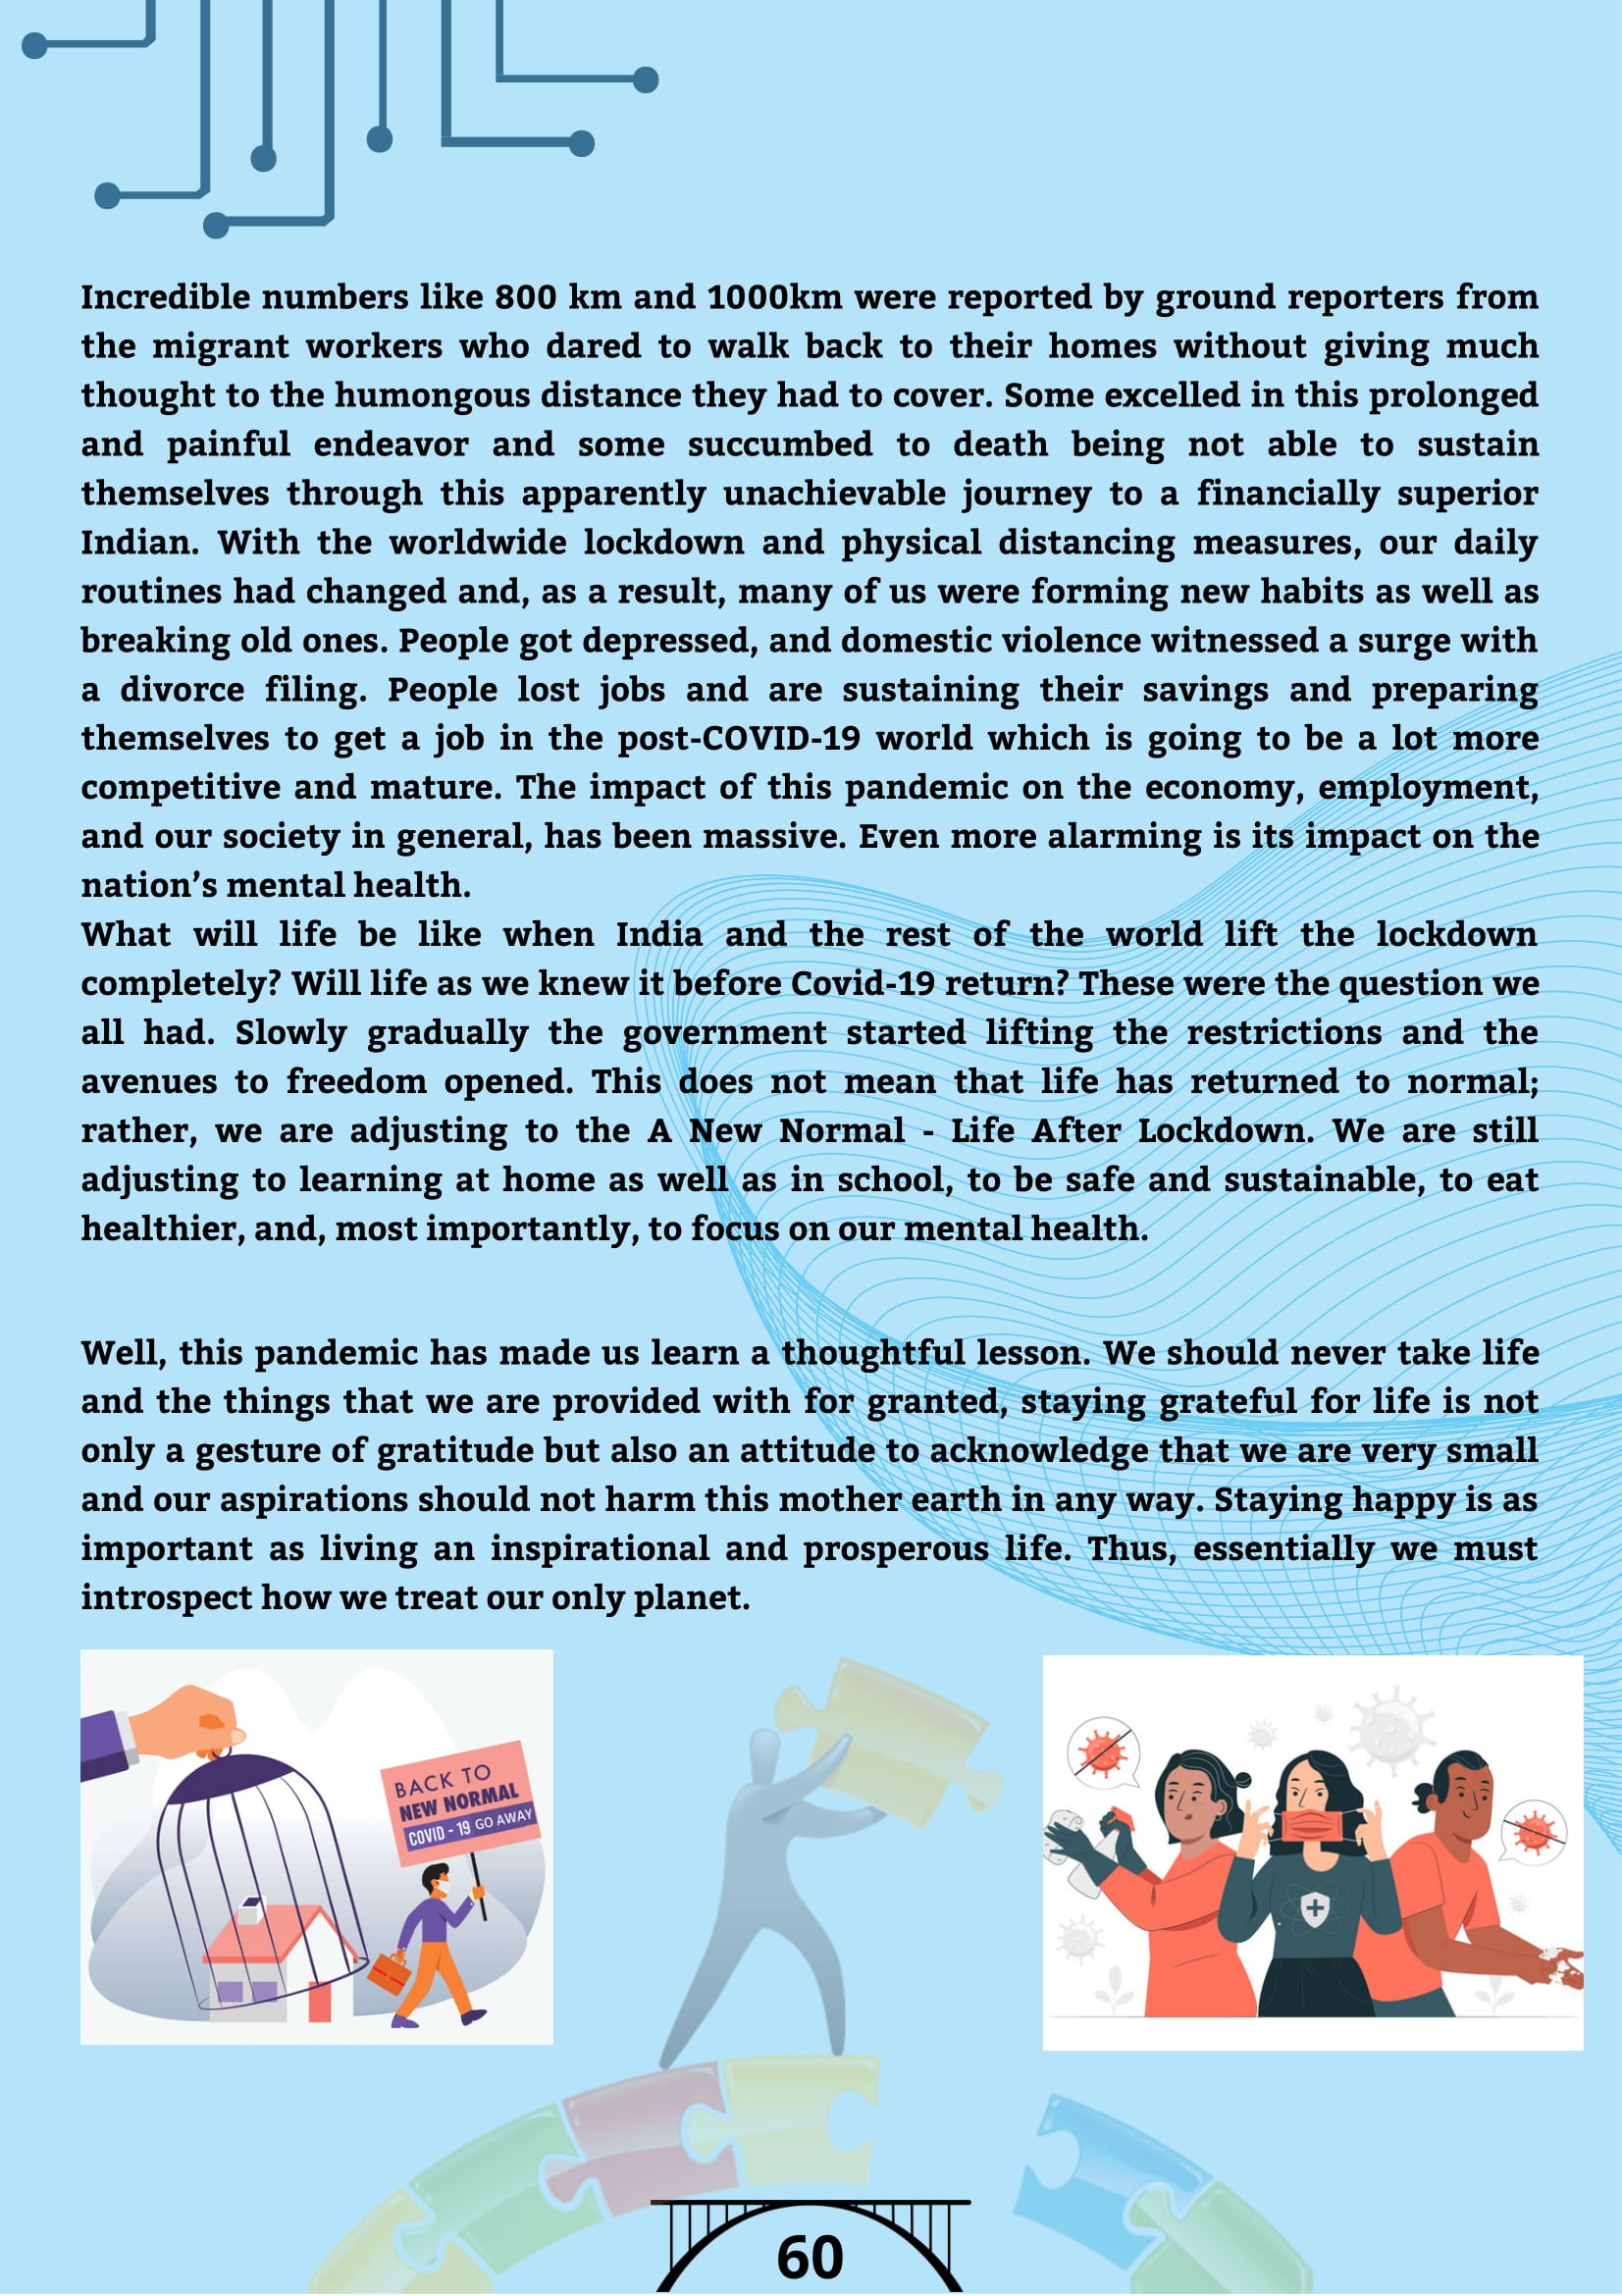 Incredible numbers like 800 km and 1000km were reported by ground reporters from
the migrant workers who dared to walk back to their homes without giving much
thought to the humongous distance they had to cover. Some excelled in this prolonged
and painful endeavor and some succumbed to death being not able to sustain
themselves through this apparently unachievable journey to a financially superior
Indian. With the worldwide lockdown and physical distancing measures, our daily
routines had changed and, as a result, many of us were forming new habits as well as
breaking old ones. People got depressed, and domestic violence witnessed a surge with
a divorce filing. People lost jobs and are sustaining their savings and preparing
themselves to get a job in the post-COVID-19 world which is going to be a lot more
competitive and mature. The impact of this pandemic on the economy, employment,
and our society in general, has been massive. Even more alarming is its impact on the
nation’s mental health.
What will life be like when India and the rest of the world lift the lockdown
completely? Will life as we knew it before Covid-19 return? These were the question we
all had. Slowly gradually the government started lifting the restrictions and the
avenues to freedom opened. This does not mean that life has returned to normal;
rather, we are adjusting to the A New Normal - Life After Lockdown. We are still
adjusting to learning at home as well as in school, to be safe and sustainable, to eat
healthier, and, most importantly, to focus on our mental health.
Well, this pandemic has made us learn a thoughtful lesson. We should never take life
and the things that we are provided with for granted, staying grateful for life is not
only a gesture of gratitude but also an attitude to acknowledge that we are very small
and our aspirations should not harm this mother earth in any way. Staying happy is as
important as living an inspirational and prosperous life. Thus, essentially we must
introspect how we treat our only planet.
BACK TO
NEW NORMAL
COVID - 19 GO AWAY
60